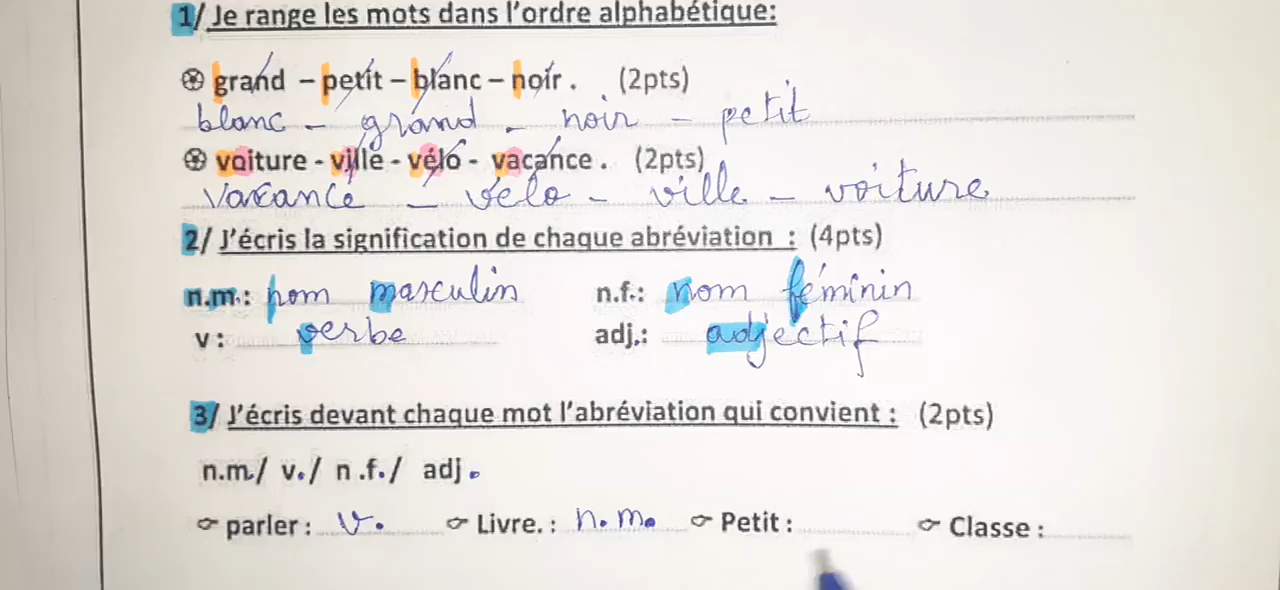 1/ Je range les mots dans l'ordre alphabétique:
grand – petit – blanc – noir . (2pts)
blanc – grand – noir – petit
voiture - ville - vélo - vacance . (2pts)
vacance – vélo – ville – voiture
2/ J'écris la signification de chaque abréviation : (4pts)
n.m.: nom masculin n.f.: nom féminin
v : verbe adj.: adjectif
3/ J'écris devant chaque mot l'abréviation qui convient : (2pts)
n.m/ v./ n .f./ adj.
parler : v. Livre. : n.m. Petit : Classe :